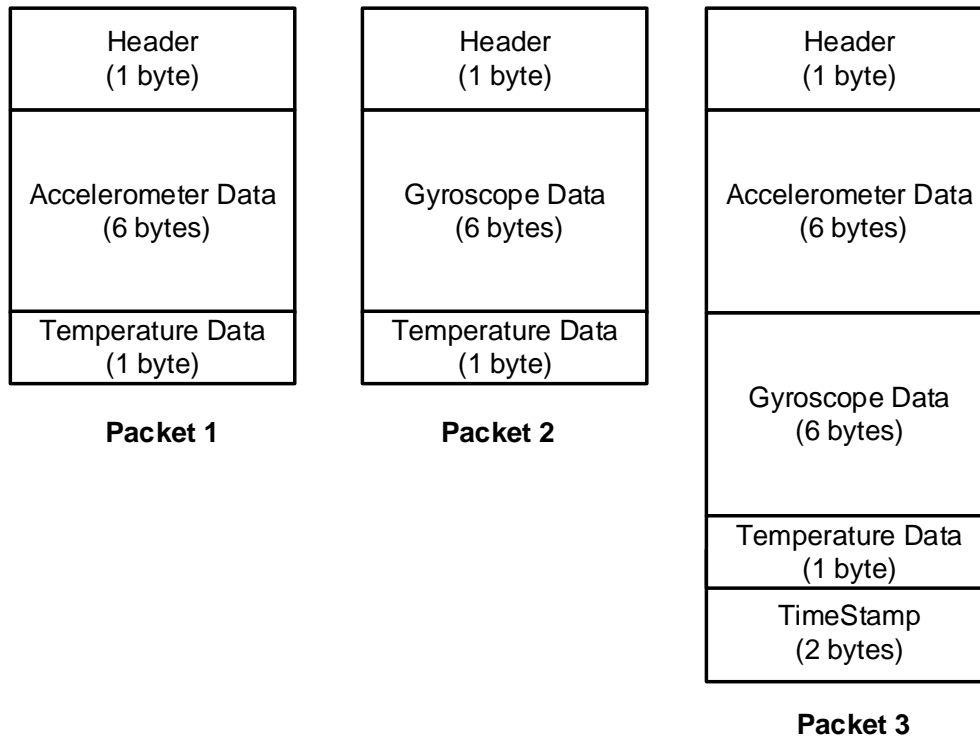 Header
(1 byte)
Accelerometer Data
(6 bytes)
Temperature Data
(1 byte)
Packet 1
Header
(1 byte)
Gyroscope Data
(6 bytes)
Temperature Data
(1 byte)
Packet 2
Header
(1 byte)
Accelerometer Data
(6 bytes)
Gyroscope Data
(6 bytes)
Temperature Data
(1 byte)
TimeStamp
(2 bytes)
Packet 3